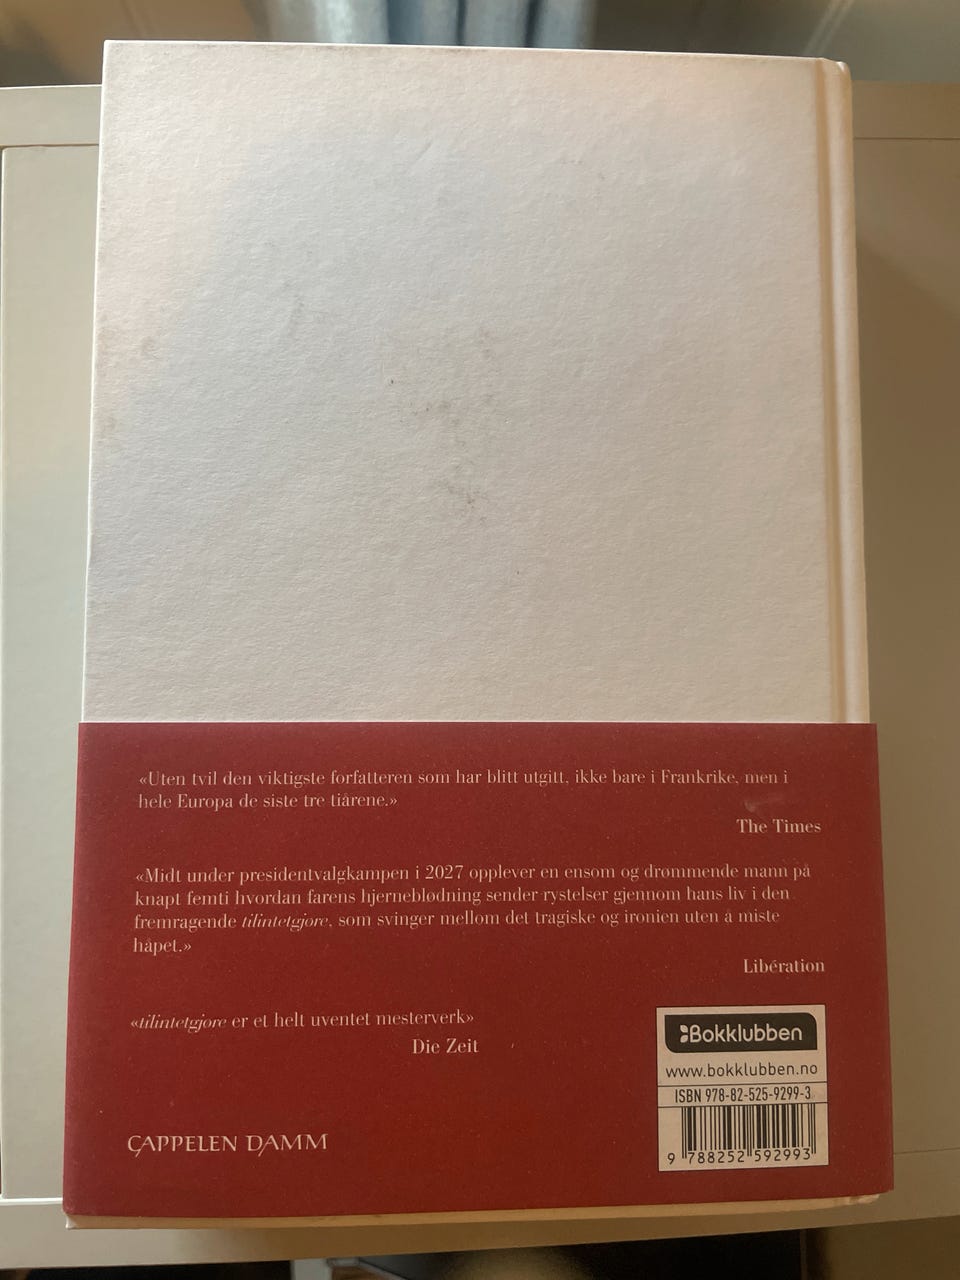 «Uten tvil den viktigste forfatteren som har blitt utgitt, ikke bare i Frankrike, men i
hele Europa de siste tre tiårene.»
The Times
«Midt under presidentvalgkampen i 2027 opplever en ensom og drømmende mann på
knapt femti hvordan farens hjerneblødning sender rystelser gjennom hans liv i den
fremragende tilintetgjøre, som svinger mellom det tragiske og ironien uten å miste
håpet.»
Libération
«tilintetgjøre er et helt uventet mesterverk»
Die Zeit
Bokklubben
www.bokklubben.no
ISBN 978-82-525-9299-3
9 788252 592993
CAPPELEN DAMM